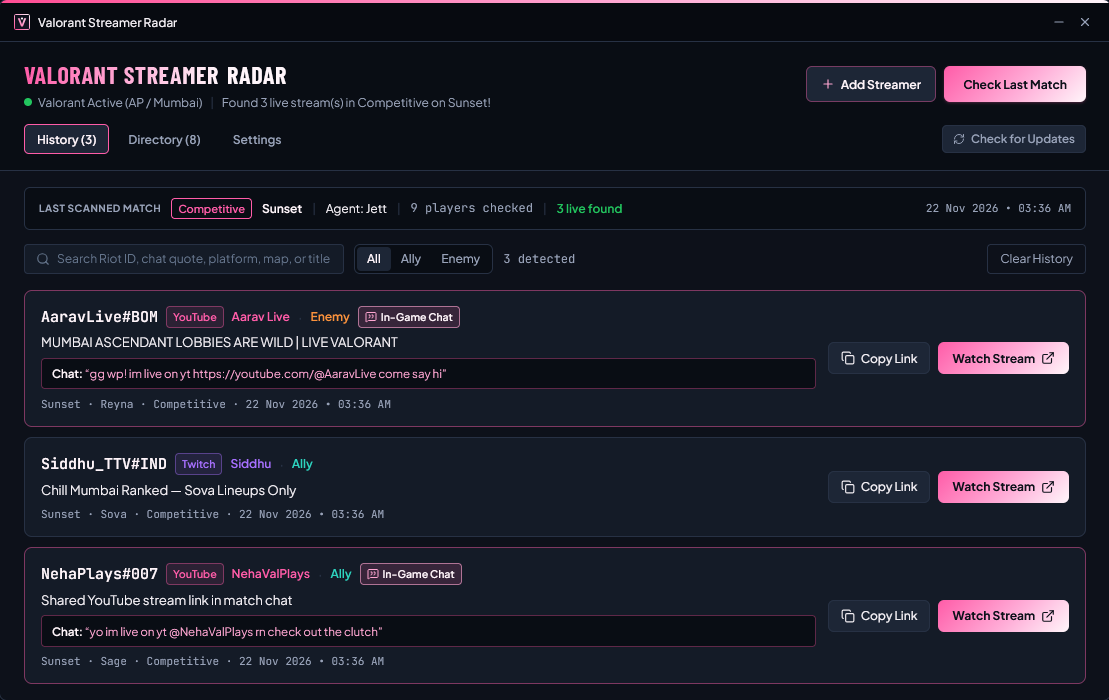 Valorant Streamer Radar
VALORANT STREAMER RADAR
Valorant Active (AP / Mumbai) | Found 3 live stream(s) in Competitive on Sunset!
+ Add Streamer
Check Last Match
History (3) Directory (8) Settings
Check for Updates
LAST SCANNED MATCH Competitive Sunset | Agent: Jett | 9 players checked | 3 live found
22 Nov 2026 • 03:36 AM
Search Riot ID, chat quote, platform, map, or title
All Ally Enemy 3 detected
Clear History
AaravLive#BOM YouTube Aarav Live · Enemy In-Game Chat
MUMBAI ASCENDANT LOBBIES ARE WILD | LIVE VALORANT
Chat: “gg wp! im live on yt https://youtube.com/@AaravLive come say hi”
Sunset · Reyna · Competitive · 22 Nov 2026 • 03:36 AM
Copy Link
Watch Stream
Siddhu_TTV#IND Twitch Siddhu · Ally
Chill Mumbai Ranked — Sova Lineups Only
Sunset · Sova · Competitive · 22 Nov 2026 • 03:36 AM
Copy Link
Watch Stream
NehaPlays#007 YouTube NehaValPlays · Ally In-Game Chat
Shared YouTube stream link in match chat
Chat: “yo im live on yt @NehaValPlays rn check out the clutch”
Sunset · Sage · Competitive · 22 Nov 2026 • 03:36 AM
Copy Link
Watch Stream